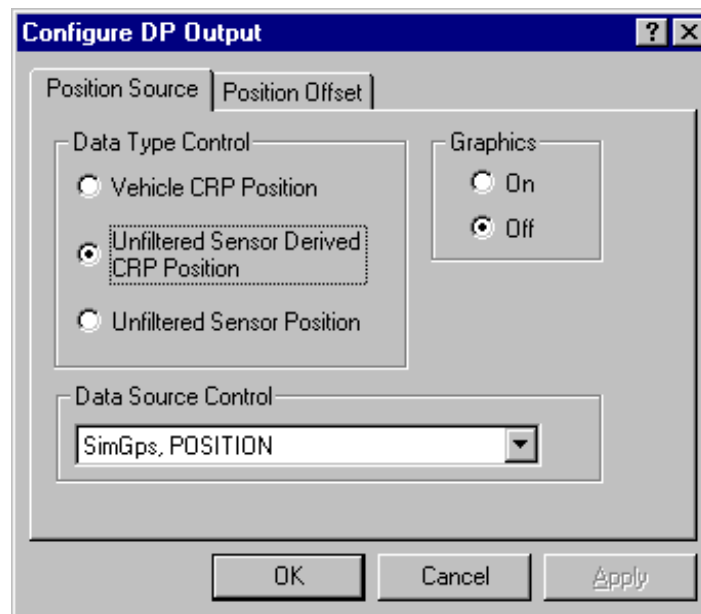 Configure DP Output
Position Source
Position Offset
Data Type Control
Vehicle CRP Position
Unfiltered Sensor Derived
CRP Position
Unfiltered Sensor Position
Graphics
On
Off
Data Source Control
SimGps, POSITION
OK
Cancel
Apply